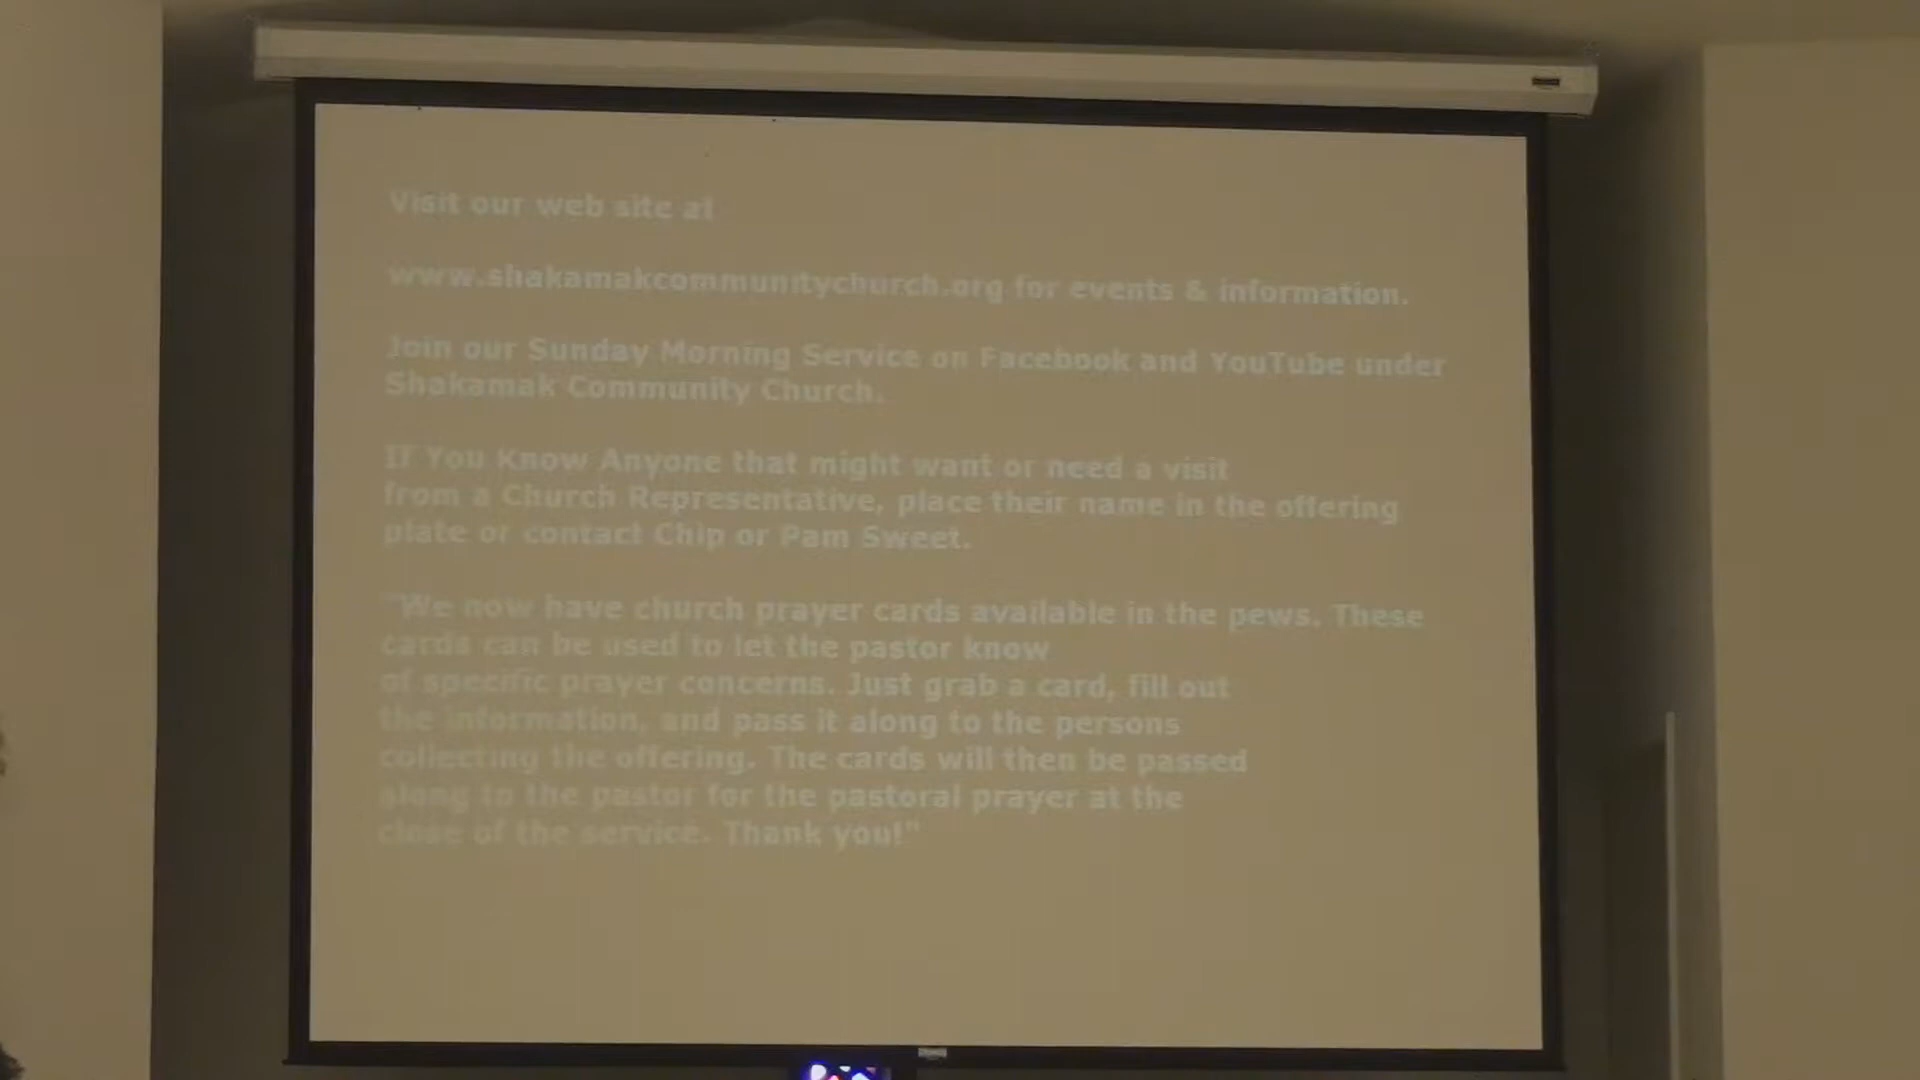 Visit our web site at
www.shakamakcommunitychurch.org for events & information.
Join our Sunday Morning Service on Facebook and YouTube under
Shakamak Community Church.
If You Know Anyone that might want or need a visit
from a Church Representative, place their name in the offering
plate or contact Chip or Pam Sweet.
"We now have church prayer cards available in the pews. These
cards can be used to let the pastor know
of specific prayer concerns. Just grab a card, fill out
the information, and pass it along to the persons
collecting the offering. The cards will then be passed
along to the pastor for the pastoral prayer at the
close of the service. Thank you!"